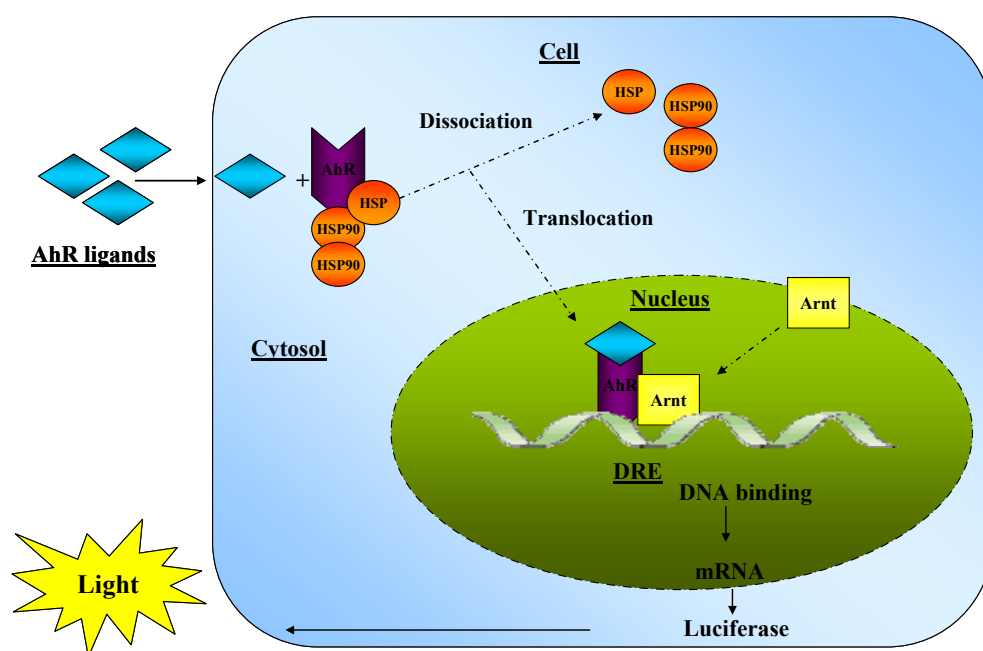 Cell
HSP
HSP90
HSP90
Dissociation
AhR
+
HSP
HSP90
HSP90
AhR ligands
Translocation
Nucleus
Arnt
Cytosol
AhR
Arnt
DRE
DNA binding
mRNA
Light
Luciferase